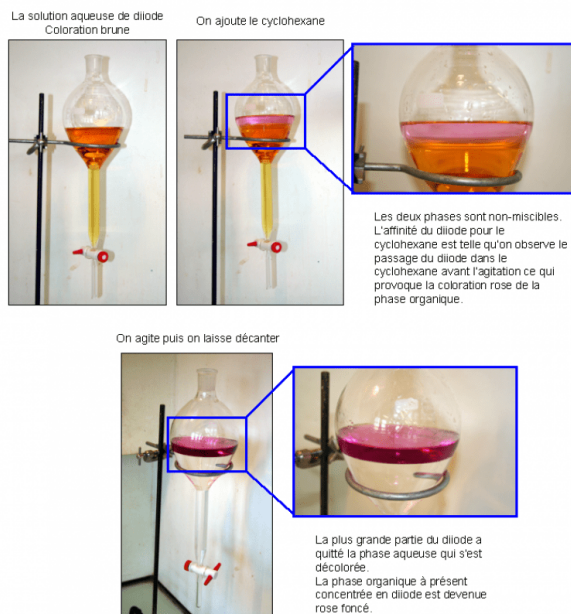 La solution aqueuse de diiode
Coloration brune
On ajoute le cyclohexane
Les deux phases sont non-miscibles.
L'affinité du diiode pour le
cyclohexane est telle qu'on observe le
passage du diiode dans le
cyclohexane avant l'agitation ce qui
provoque la coloration rose de la
phase organique.
On agite puis on laisse décanter
La plus grande partie du diiode a
quitté la phase aqueuse qui s'est
décolorée.
La phase organique à présent
concentrée en diiode est devenue
rose foncé.